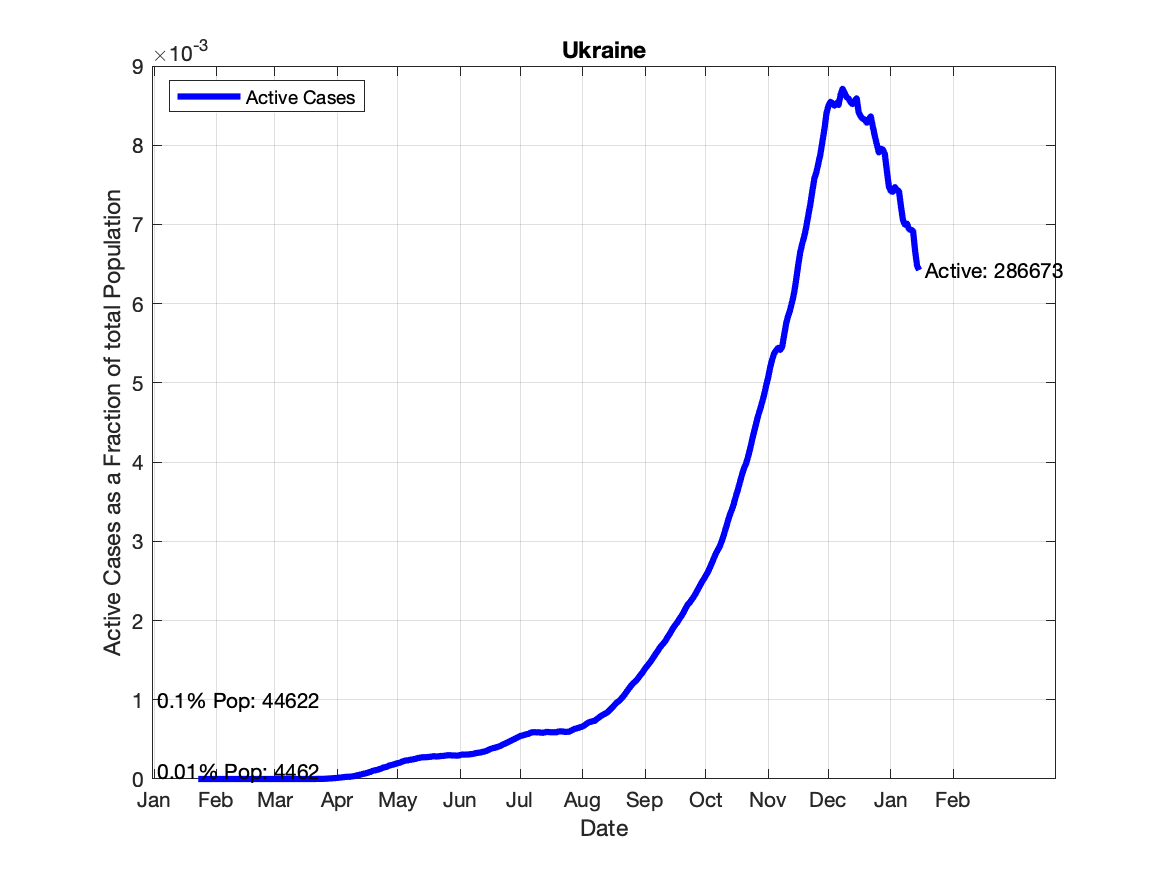 Ukraine
×10-3
9
8
7
6
5
4
3
2
1
0
Active Cases as a Fraction of total Population
Active Cases
Active: 286673
0.1% Pop: 44622
0.01% Pop: 4462
Jan Feb Mar Apr May Jun Jul Aug Sep Oct Nov Dec Jan Feb
Date